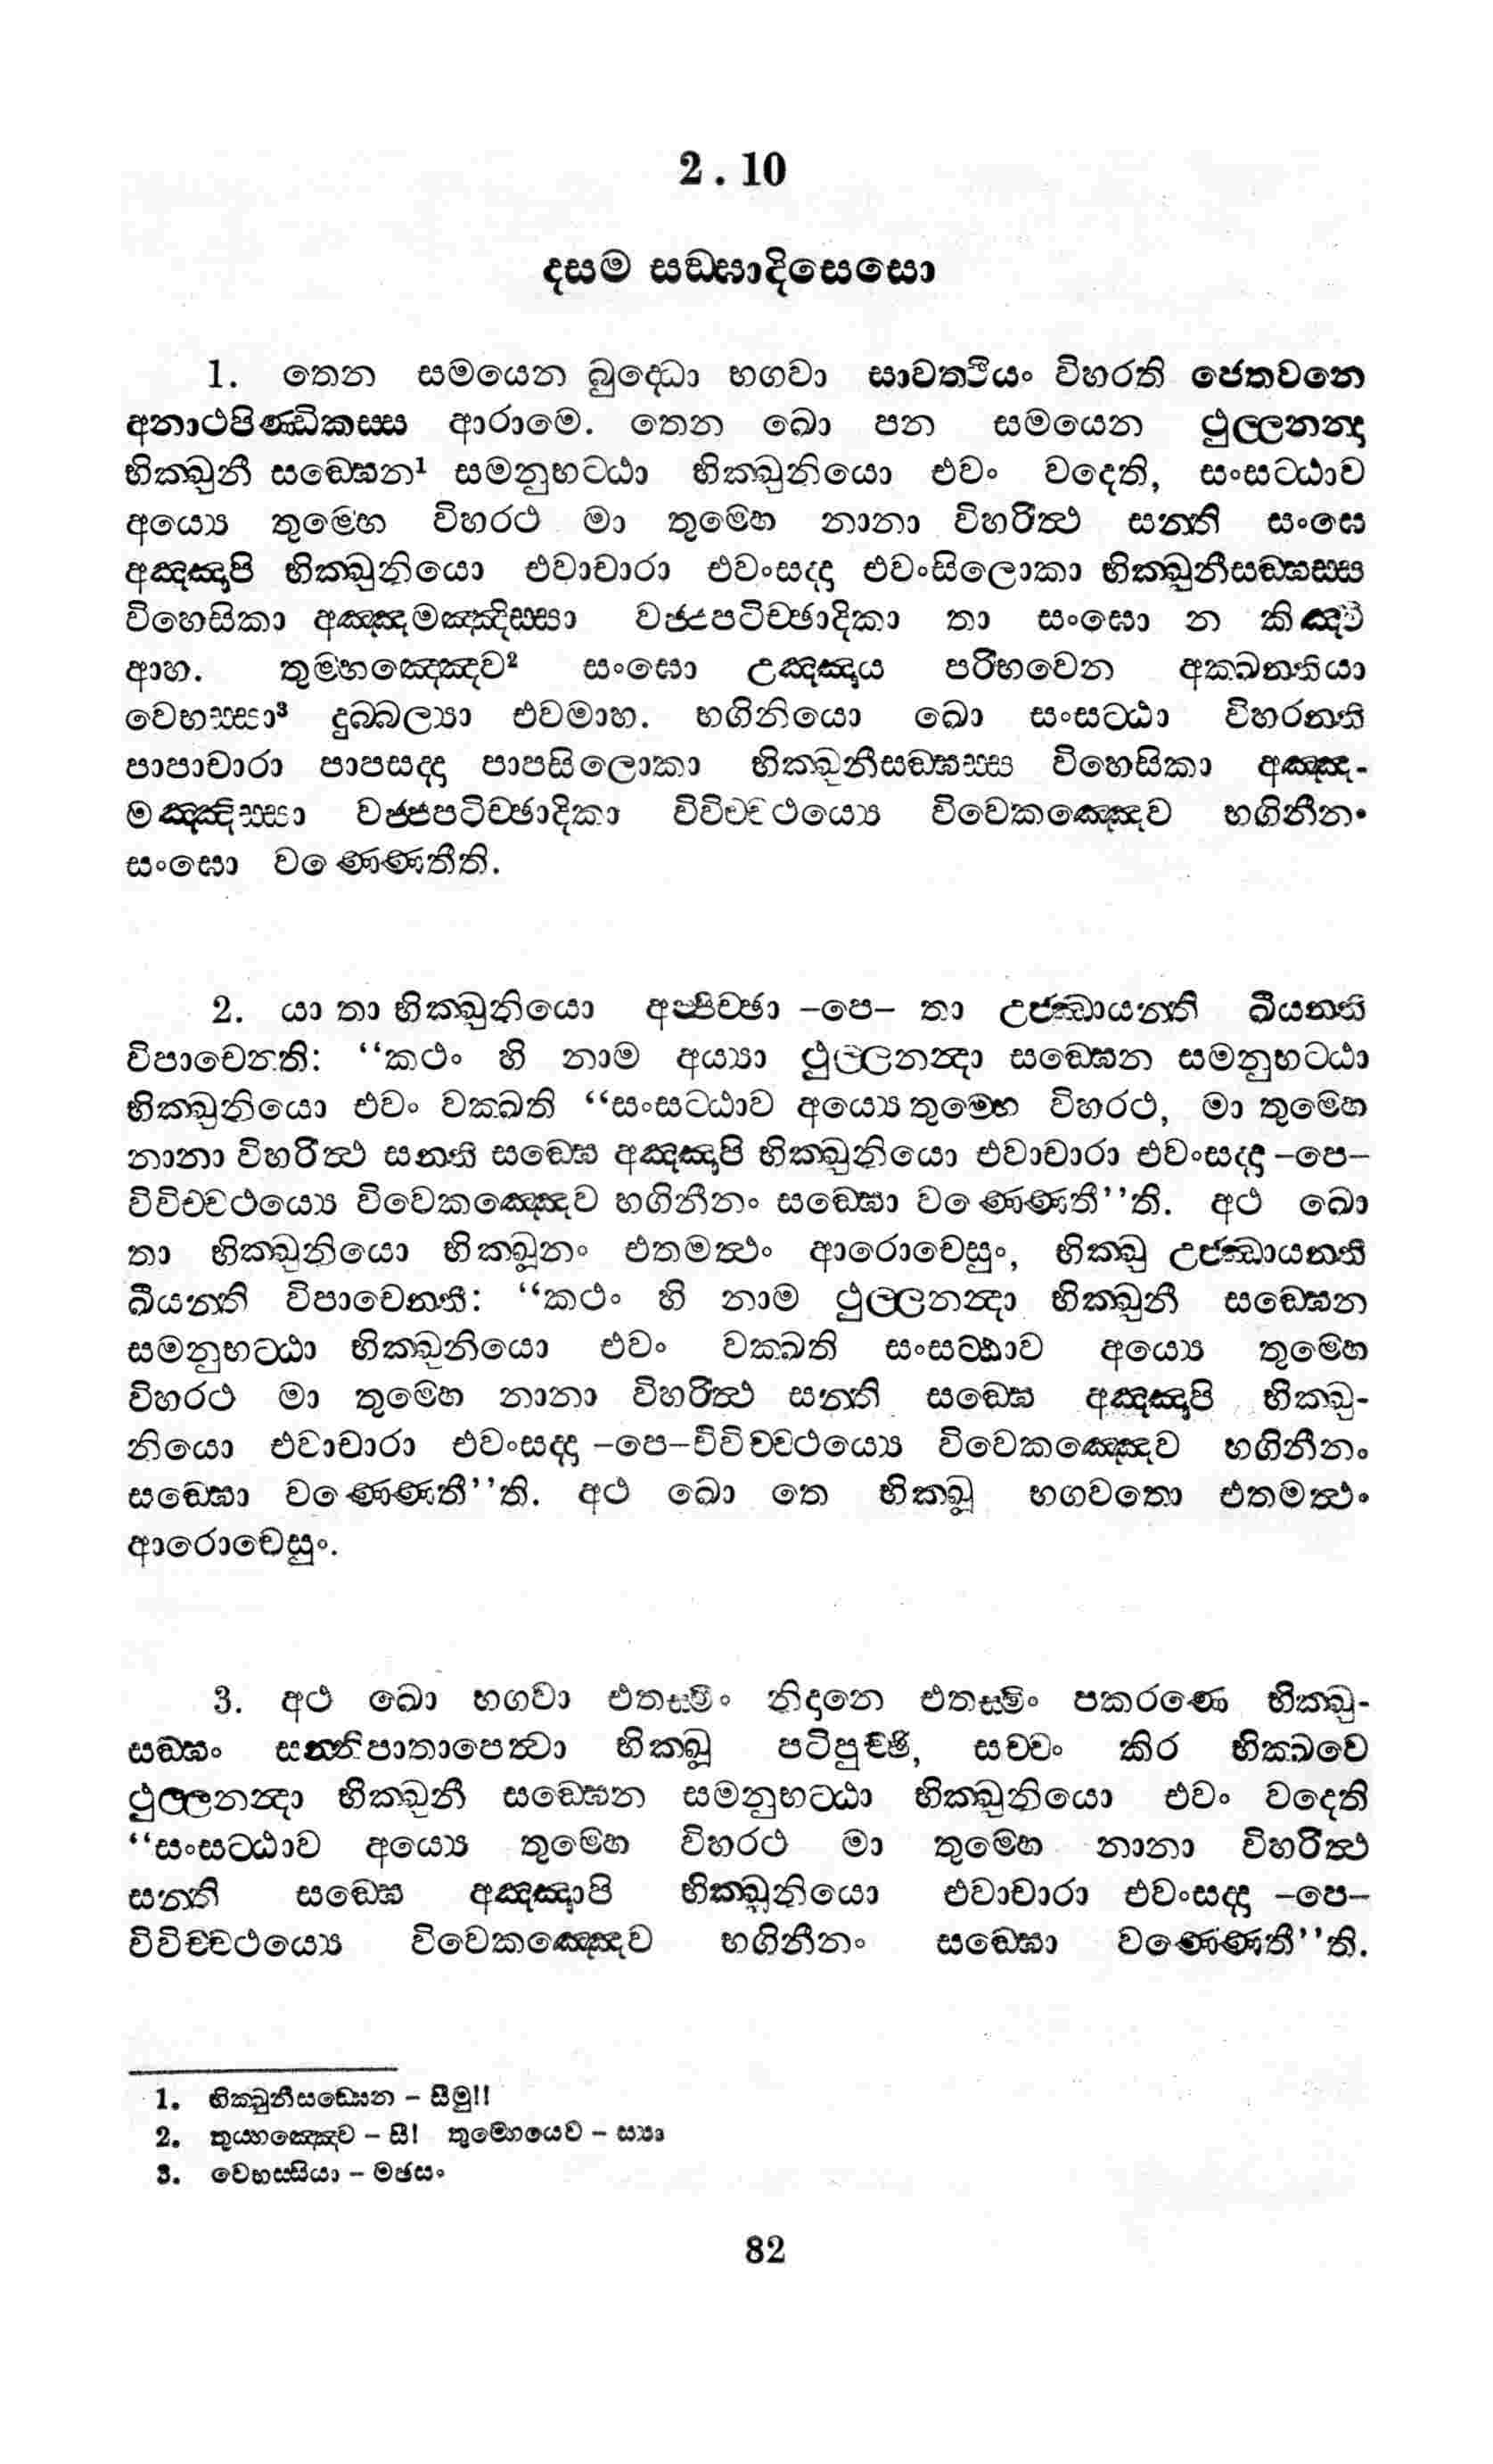 2 . 10
දසම සඞ්ඝාදිසෙසො
1. තෙන සමයෙන බුද්ධො භගවා සාවත්ථියං විහරති ජෙතවනෙ
අනාථපිණ්ඩිකස්ස ආරාමෙ. තෙන ඛො පන සමයෙන ථුල්ලනන්දා
භික්ඛුනී සඞ්ඝෙන¹ සමනුභට්ඨා භික්ඛුනියො එවං වදෙති, සංසට්ඨාව
අය්‍යෙ තුම්හෙ විහරථ මා තුම්හෙ නානා විහරිත්ථ සන්ති සංඝෙ
අඤ්ඤාපි භික්ඛුනියො එවාචාරා එවංසද්දා එවංසිලොකා භික්ඛුනීසඞ්ඝස්ස
විහෙසිකා අඤ්ඤමඤ්ඤිස්සා වජ්ජපටිච්ඡාදිකා තා සංඝො න කිඤ්චි
ආහ. තුම්හඤ්ඤෙව² සංඝො උඤ්ඤාය පරිභවෙන අක්ඛන්තියා
වෙභස්සා³ දුබ්බල්‍යා එවමාහ. භගිනියො ඛො සංසට්ඨා විහරන්ති
පාපාචාරා පාපසද්දා පාපසිලොකා භික්ඛුනීසඞ්ඝස්ස විහෙසිකා අඤ්ඤ-
මඤ්ඤිස්සා වජ්ජපටිච්ඡාදිකා විවිච්චථය්‍යෙ විවෙකඤ්ඤෙව භගිනීනං
සංඝො වණ්ණෙතීති.
2. යා තා භික්ඛුනියො අප්පිච්ඡා –පෙ– තා උජ්ඣායන්ති ඛීයන්ති
විපාචෙන්ති: “කථං හි නාම අය්‍යා ථුල්ලනන්දා සඞ්ඝෙන සමනුභට්ඨා
භික්ඛුනියො එවං වක්ඛති “සංසට්ඨාව අය්‍යෙ තුම්හෙ විහරථ, මා තුම්හෙ
නානා විහරිත්ථ සන්ති සඞ්ඝෙ අඤ්ඤාපි භික්ඛුනියො එවාචාරා එවංසද්දා –පෙ–
විවිච්චථය්‍යෙ විවෙකඤ්ඤෙව භගිනීනං සඞ්ඝො වණ්ණෙතී”ති. අථ ඛො
තා භික්ඛුනියො භික්ඛූනං එතමත්ථං ආරොචෙසුං, භික්ඛු උජ්ඣායන්ති
ඛීයන්ති විපාචෙන්ති: “කථං හි නාම ථුල්ලනන්දා භික්ඛුනී සඞ්ඝෙන
සමනුභට්ඨා භික්ඛුනියො එවං වක්ඛති සංසට්ඨාව අය්‍යෙ තුම්හෙ
විහරථ මා තුම්හෙ නානා විහරිත්ථ සන්ති සඞ්ඝෙ අඤ්ඤාපි භික්ඛු-
නියො එවාචාරා එවංසද්දා –පෙ–විවිච්චථය්‍යෙ විවෙකඤ්ඤෙව භගිනීනං
සඞ්ඝො වණ්ණෙතී”ති. අථ ඛො තෙ භික්ඛූ භගවතො එතමත්ථං
ආරොචෙසුං.
3. අථ ඛො භගවා එතස්මිං නිදානෙ එතස්මිං පකරණෙ භික්ඛු-
සඞ්ඝං සන්නිපාතාපෙත්වා භික්ඛූ පටිපුච්ඡි, සච්චං කිර භික්ඛවෙ
ථුල්ලනන්දා භික්ඛුනී සඞ්ඝෙන සමනුභට්ඨා භික්ඛුනියො එවං වදෙති
“සංසට්ඨාව අය්‍යෙ තුම්හෙ විහරථ මා තුම්හෙ නානා විහරිත්ථ
සන්ති සඞ්ඝෙ අඤ්ඤාපි භික්ඛුනියො එවාචාරා එවංසද්දා –පෙ–
විවිච්චථය්‍යෙ විවෙකඤ්ඤෙව භගිනීනං සඞ්ඝො වණ්ණෙතී”ති.
1. භික්ඛුනීසඞ්ඝෙන – සීමු!!
2. තුය්හඤ්ඤෙව – සී! තුම්හෙයෙව – ස්‍යා
3. වෙභස්සියා – මඡසං
82